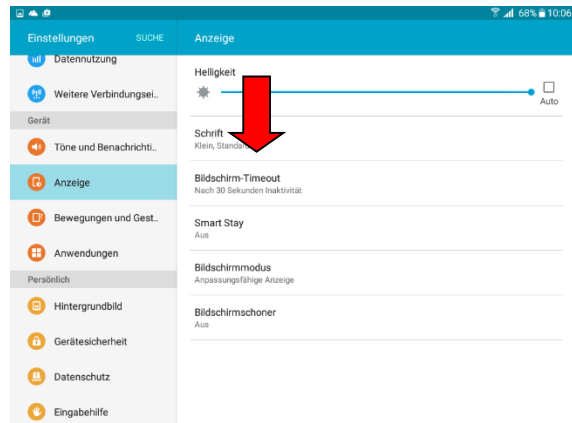 68% 10:06
Einstellungen SUCHE
Datennutzung
Weitere Verbindungsei..
Gerät
Töne und Benachrichti..
Anzeige
Bewegungen und Gest..
Anwendungen
Persönlich
Hintergrundbild
Gerätesicherheit
Datenschutz
Eingabehilfe
Anzeige
Helligkeit
Auto
Schrift
Klein, Standard
Bildschirm-Timeout
Nach 30 Sekunden Inaktivität
Smart Stay
Aus
Bildschirmmodus
Anpassungsfähige Anzeige
Bildschirmschoner
Aus